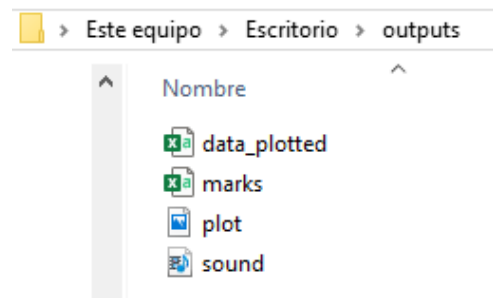 Este equipo > Escritorio > outputs
Nombre
data_plotted
marks
plot
sound